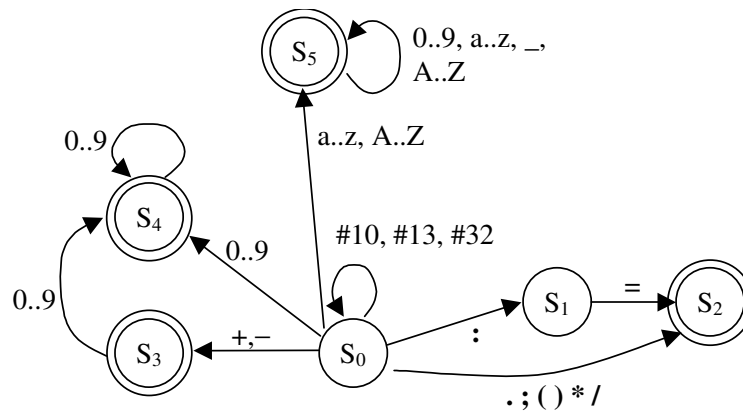 S5
0..9, a..z, _,
A..Z
a..z, A..Z
0..9
S4
0..9
#10, #13, #32
0..9
S1
=
S2
S3
+,–
S0
:
. ; ( ) * /